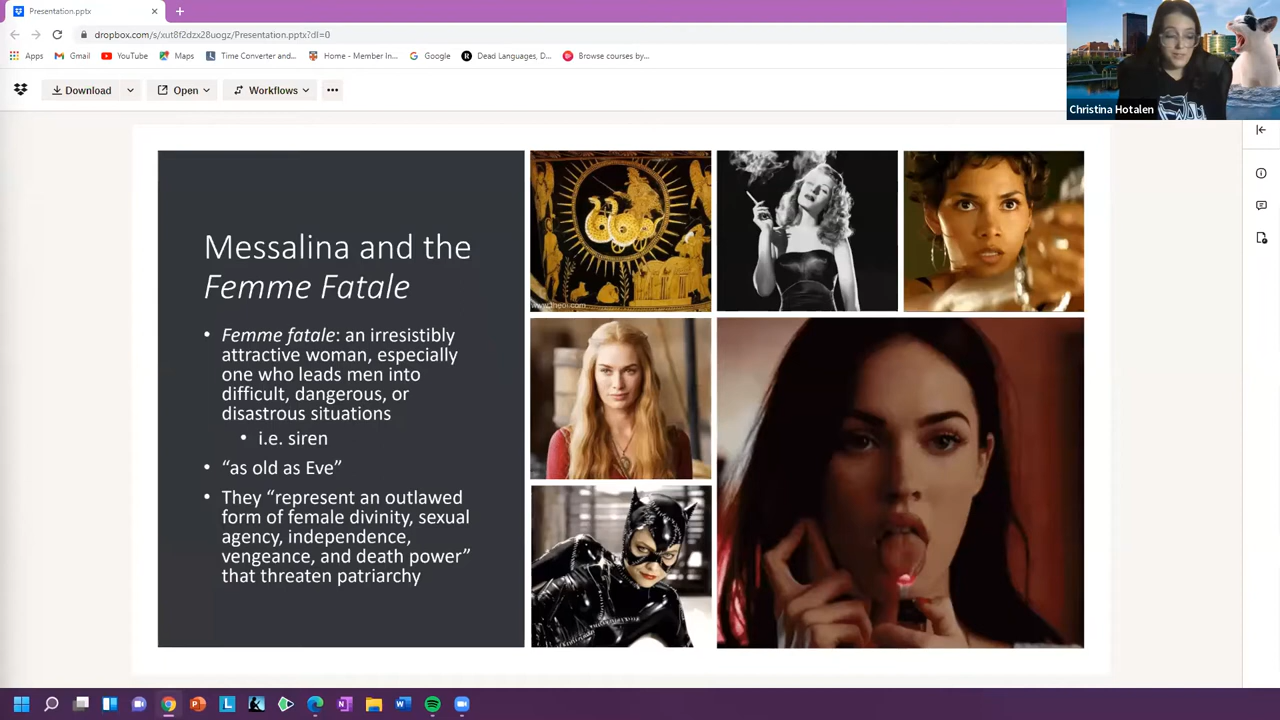 Presentation.pptx
dropbox.com/s/xut8f2dzx28uogz/Presentation.pptx?dl=0
Apps Gmail YouTube Maps Time Converter and... Home - Member In... Google Dead Languages, D... Browse courses by...
Download Open Workflows
Christina Hotalen
Messalina and the
Femme Fatale
• Femme fatale: an irresistibly
attractive woman, especially
one who leads men into
difficult, dangerous, or
disastrous situations
• i.e. siren
• “as old as Eve”
• They “represent an outlawed
form of female divinity, sexual
agency, independence,
vengeance, and death power”
that threaten patriarchy
www.theoi.com